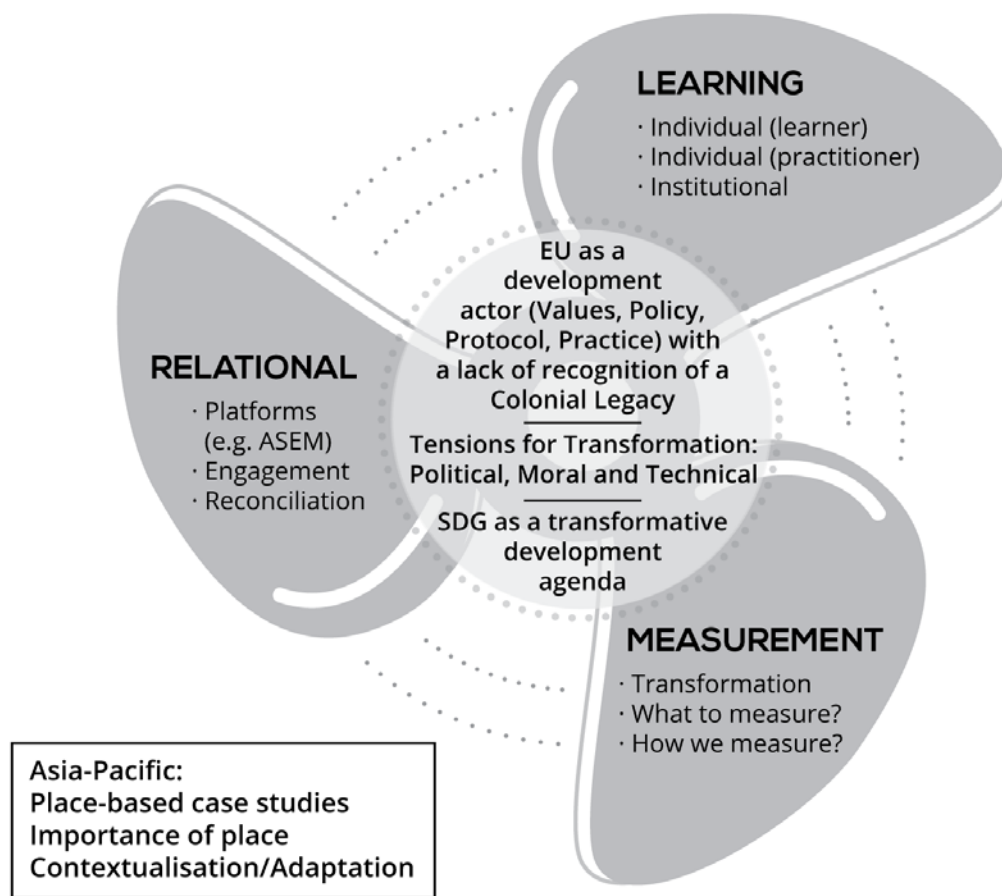 LEARNING
· Individual (learner)
· Individual (practitioner)
· Institutional
EU as a
development
actor (Values, Policy,
Protocol, Practice) with
a lack of recognition of a
Colonial Legacy
Tensions for Transformation:
Political, Moral and Technical
SDG as a transformative
development
agenda
RELATIONAL
· Platforms
(e.g. ASEM)
· Engagement
· Reconciliation
MEASUREMENT
· Transformation
· What to measure?
· How we measure?
Asia-Pacific:
Place-based case studies
Importance of place
Contextualisation/Adaptation